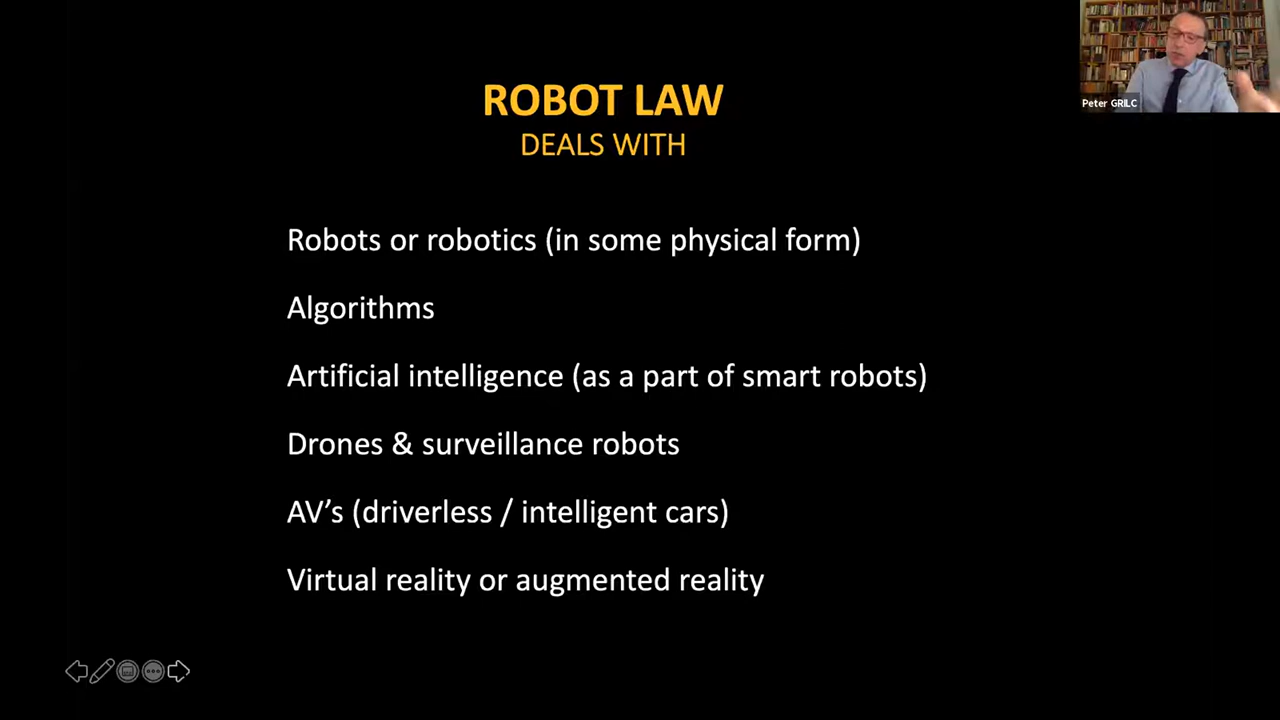 ROBOT LAW
DEALS WITH
Peter GRILC
Robots or robotics (in some physical form)
Algorithms
Artificial intelligence (as a part of smart robots)
Drones & surveillance robots
AV’s (driverless / intelligent cars)
Virtual reality or augmented reality